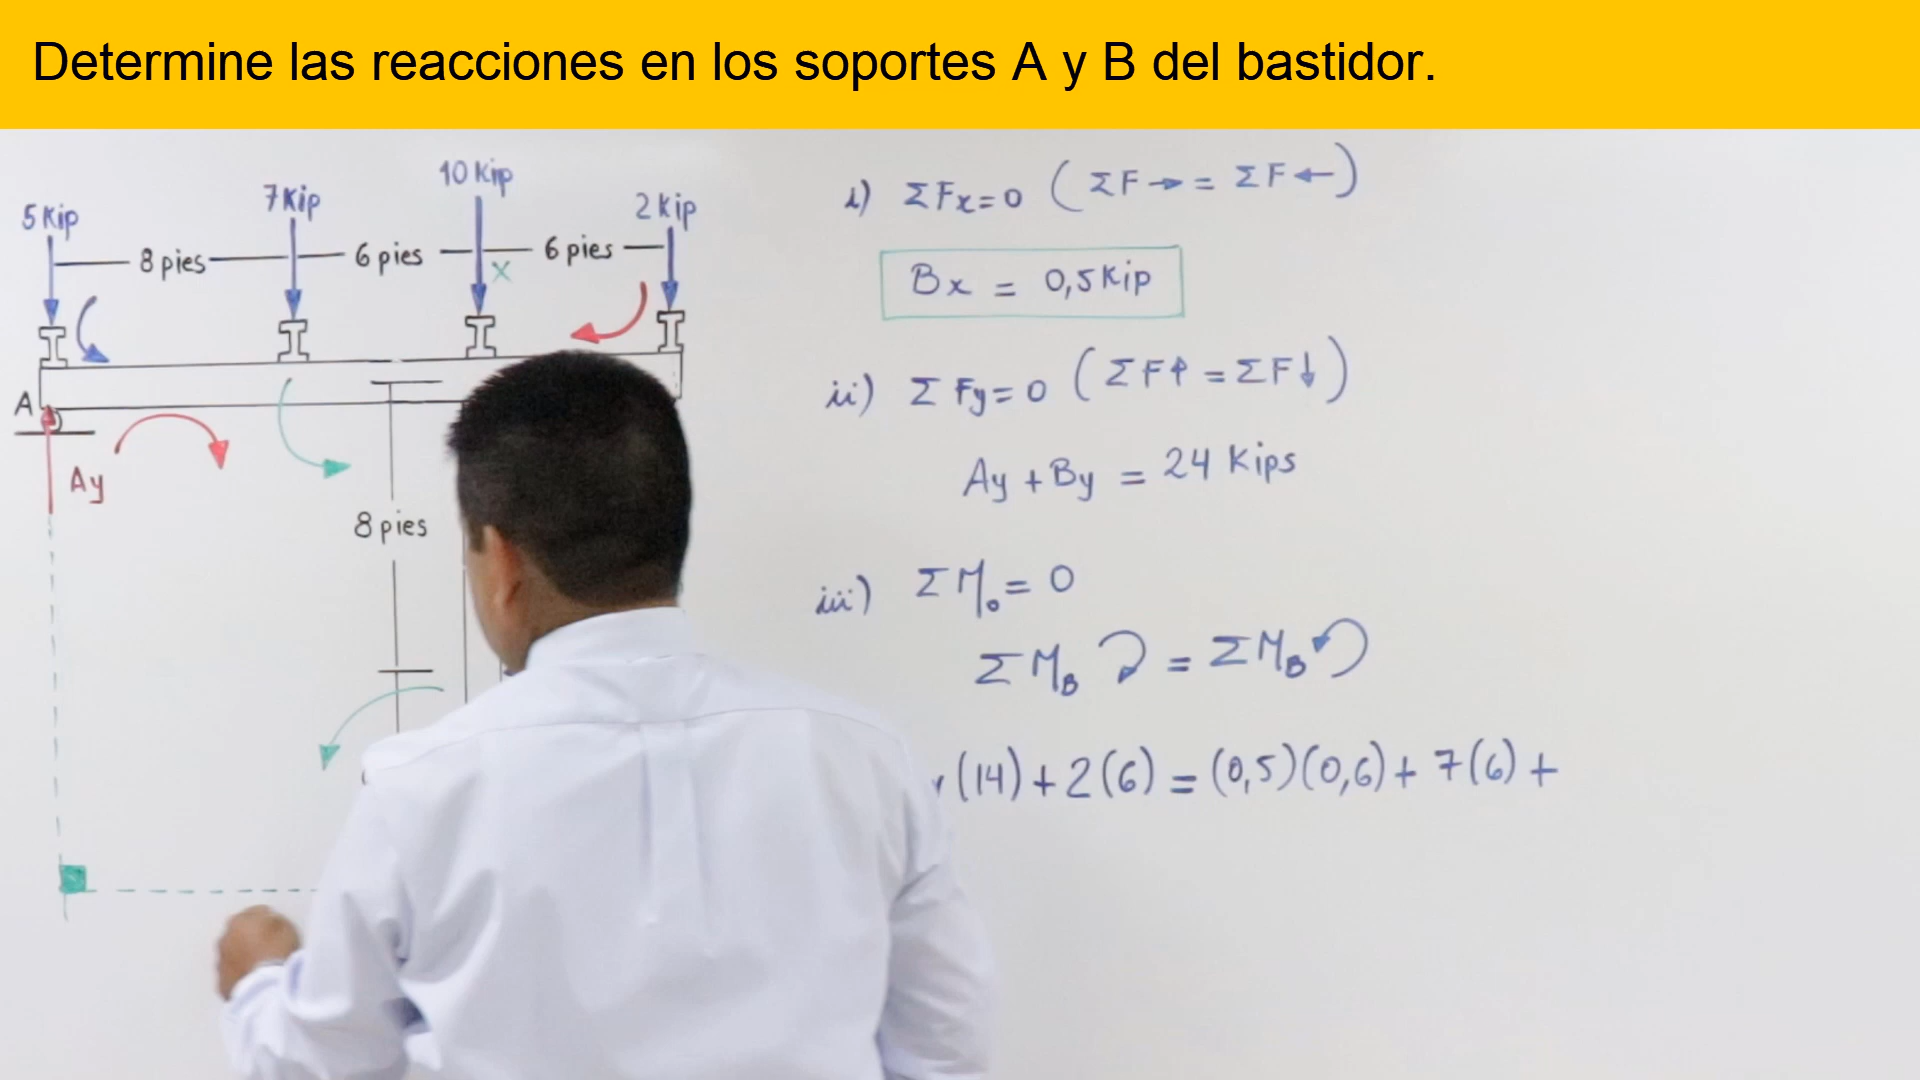 Determine las reacciones en los soportes A y B del bastidor.
5 Kip
7 Kip
10 Kip
2 kip
8 pies
6 pies
6 pies
X
A
Ay
8 pies
i) ΣFx=0 (ΣF→ = ΣF←)
Bx = 0,5 Kip
ii) ΣFy=0 (ΣF↑ = ΣF↓)
Ay + By = 24 Kips
iii) ΣMo = 0
ΣMB ↻ = ΣMB ↺
(14) + 2(6) = (0,5)(0,6) + 7(6) +